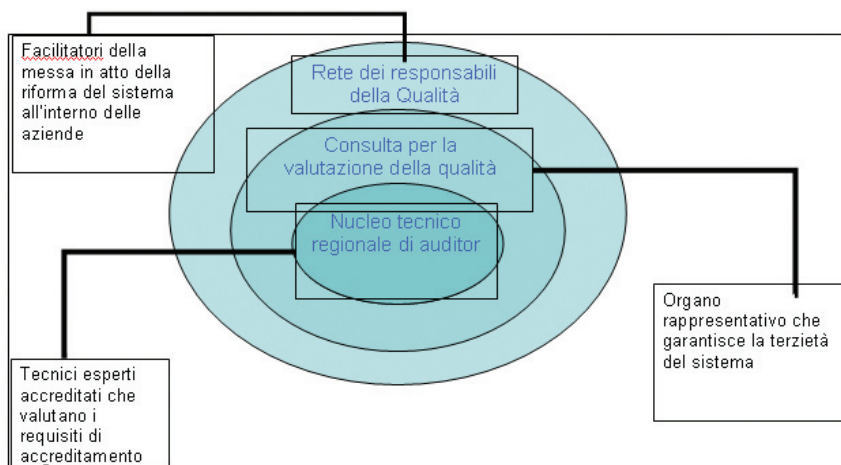 Facilitatori della
messa in atto della
riforma del sistema
all'interno delle
aziende
Rete dei responsabili
della Qualità
Consulta per la
valutazione della qualità
Nucleo tecnico
regionale di auditor
Organo
rappresentativo che
garantisce la terzietà
del sistema
Tecnici esperti
accreditati che
valutano i
requisiti di
accreditamento